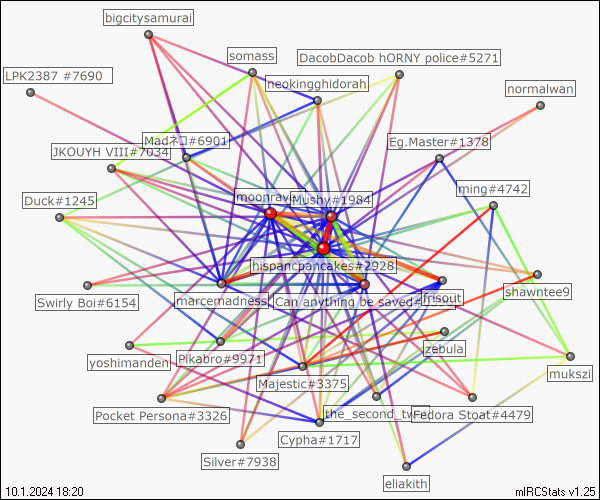 bigcitysamurai
somass
DacobDacob hORNY police#5271
LPK2387 #7690
neokingghidorah
normalwan
Madネコ#6901
Eg.Master#1378
JKOUYH VIII#7034
ming#4742
Duck#1245
Mushy#1984
hispancpancakes#2928
shawntee9
Swirly Boi#6154
marcemadness
Can anything be saved#
frisout
zebula
yoshimanden
Pikabro#9971
mukszi
Majestic#3375
Pocket Persona#3326
Fedora Stoat#4479
Cypha#1717
Silver#7938
eliakith
10.1.2024 18:20
mIRCStats v1.25